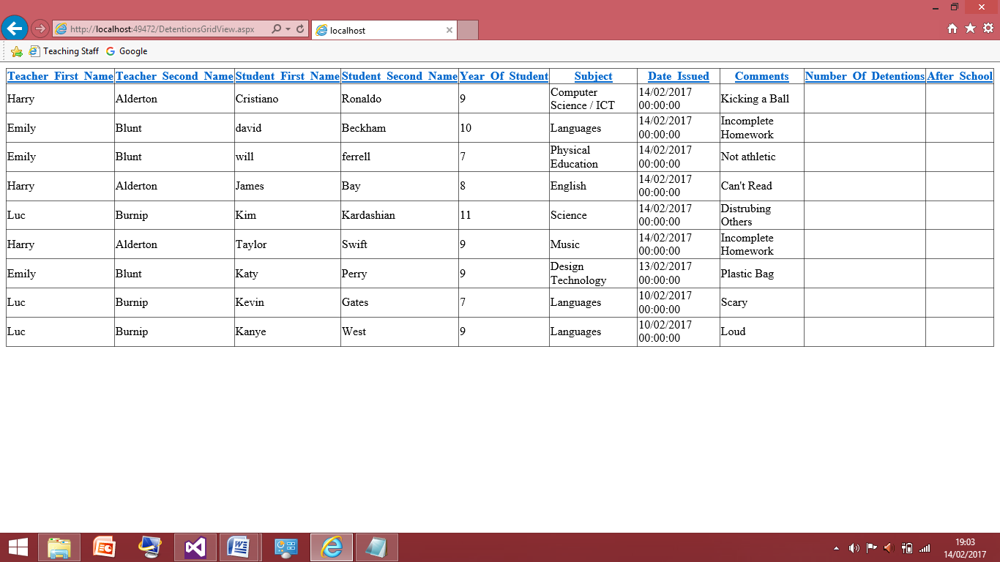 http://localhost:49472/DetentionsGridView.aspx
localhost
Teaching Staff Google
Teacher_First_Name Teacher_Second_Name Student_First_Name Student_Second_Name Year_Of_Student Subject Date_Issued Comments Number_Of_Detentions After_School
Harry Alderton Cristiano Ronaldo 9 Computer Science / ICT 14/02/2017 00:00:00 Kicking a Ball
Emily Blunt david Beckham 10 Languages 14/02/2017 00:00:00 Incomplete Homework
Emily Blunt will ferrell 7 Physical Education 14/02/2017 00:00:00 Not athletic
Harry Alderton James Bay 8 English 14/02/2017 00:00:00 Can't Read
Luc Burnip Kim Kardashian 11 Science 14/02/2017 00:00:00 Distrubing Others
Harry Alderton Taylor Swift 9 Music 14/02/2017 00:00:00 Incomplete Homework
Emily Blunt Katy Perry 9 Design Technology 13/02/2017 00:00:00 Plastic Bag
Luc Burnip Kevin Gates 7 Languages 10/02/2017 00:00:00 Scary
Luc Burnip Kanye West 9 Languages 10/02/2017 00:00:00 Loud
19:03
14/02/2017